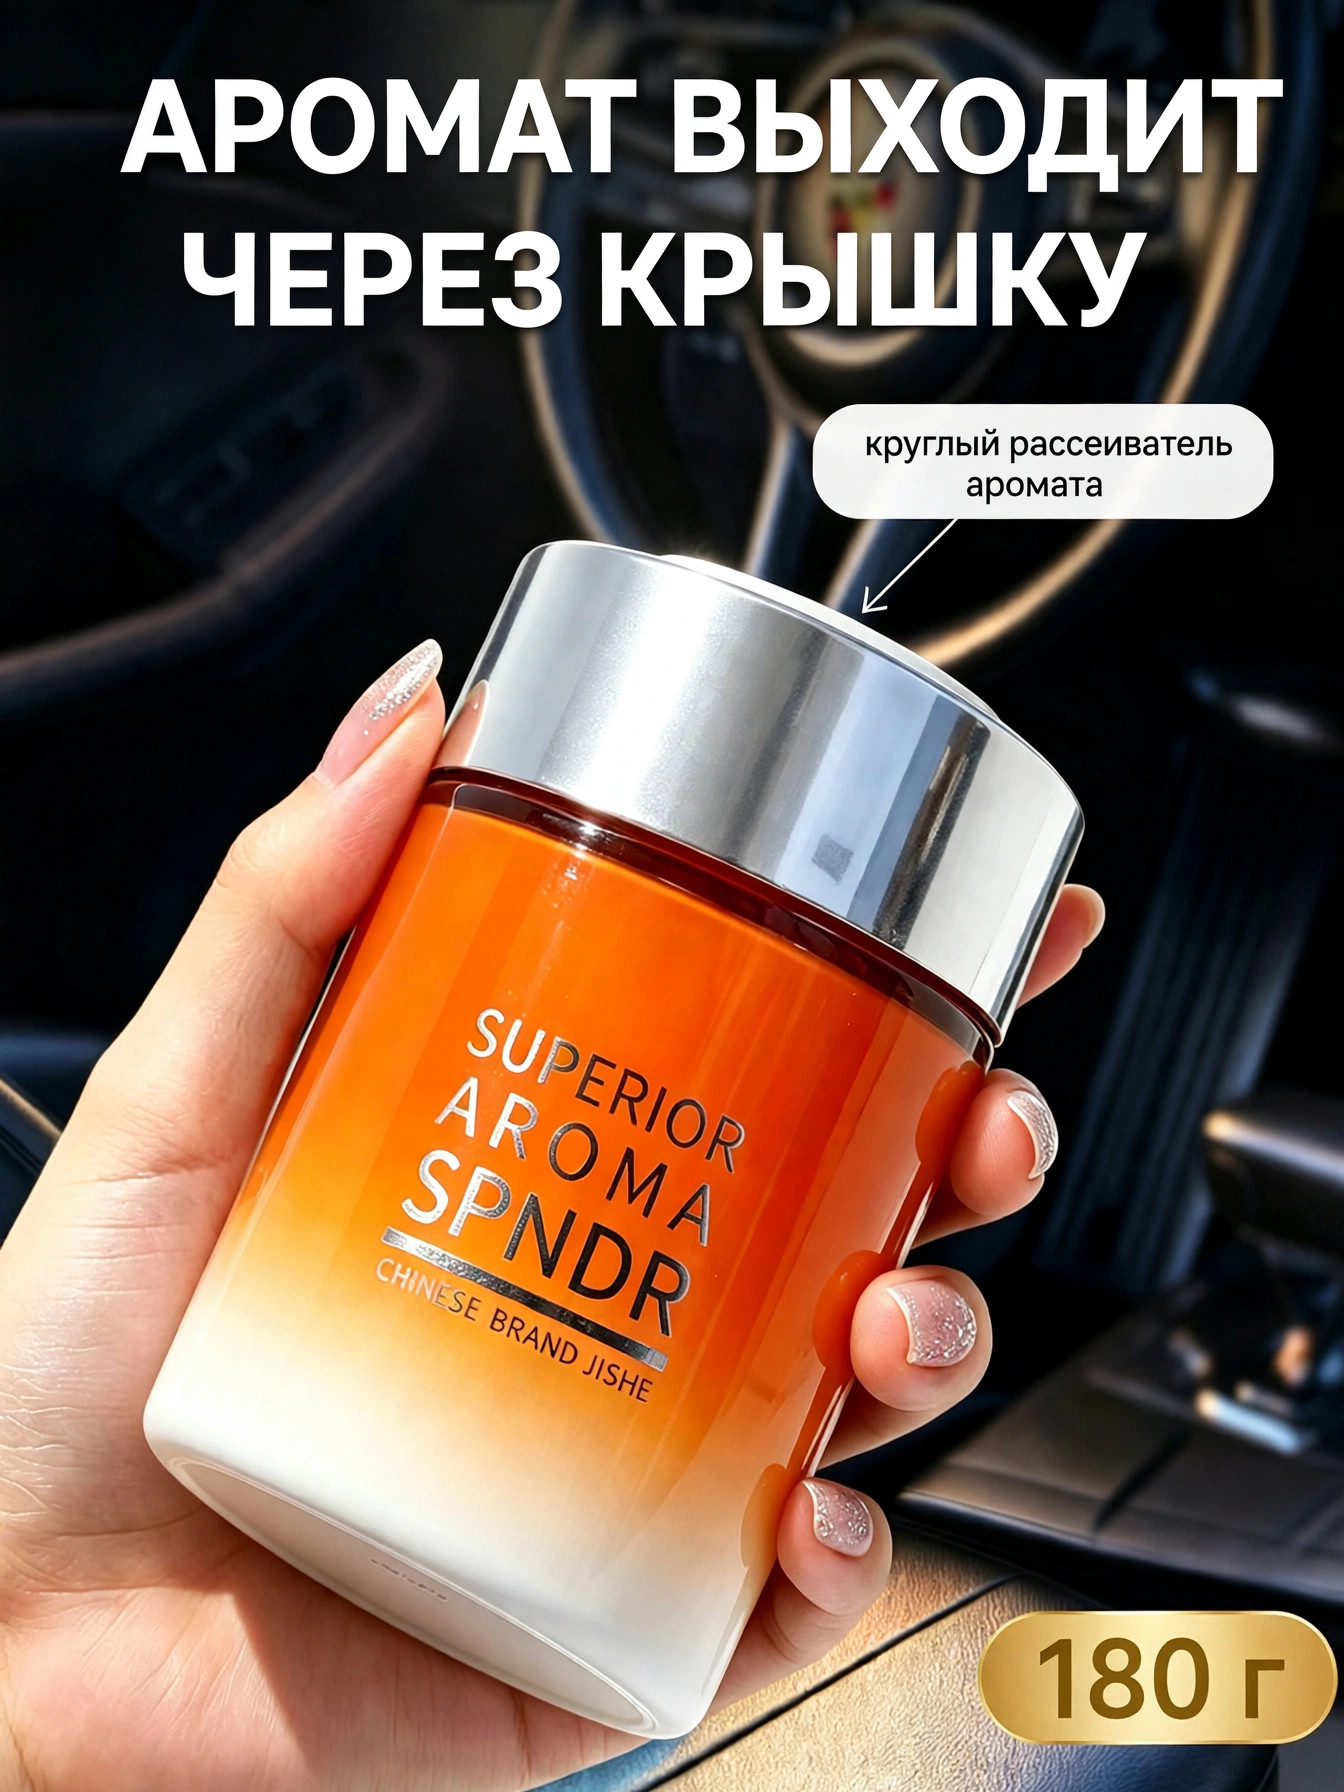 АРОМАТ ВЫХОДИТ
ЧЕРЕЗ КРЫШКУ
круглый рассеиватель
аромата
SUPERIOR
AROMA
SPNDR
CHINESE BRAND JISHE
180 г